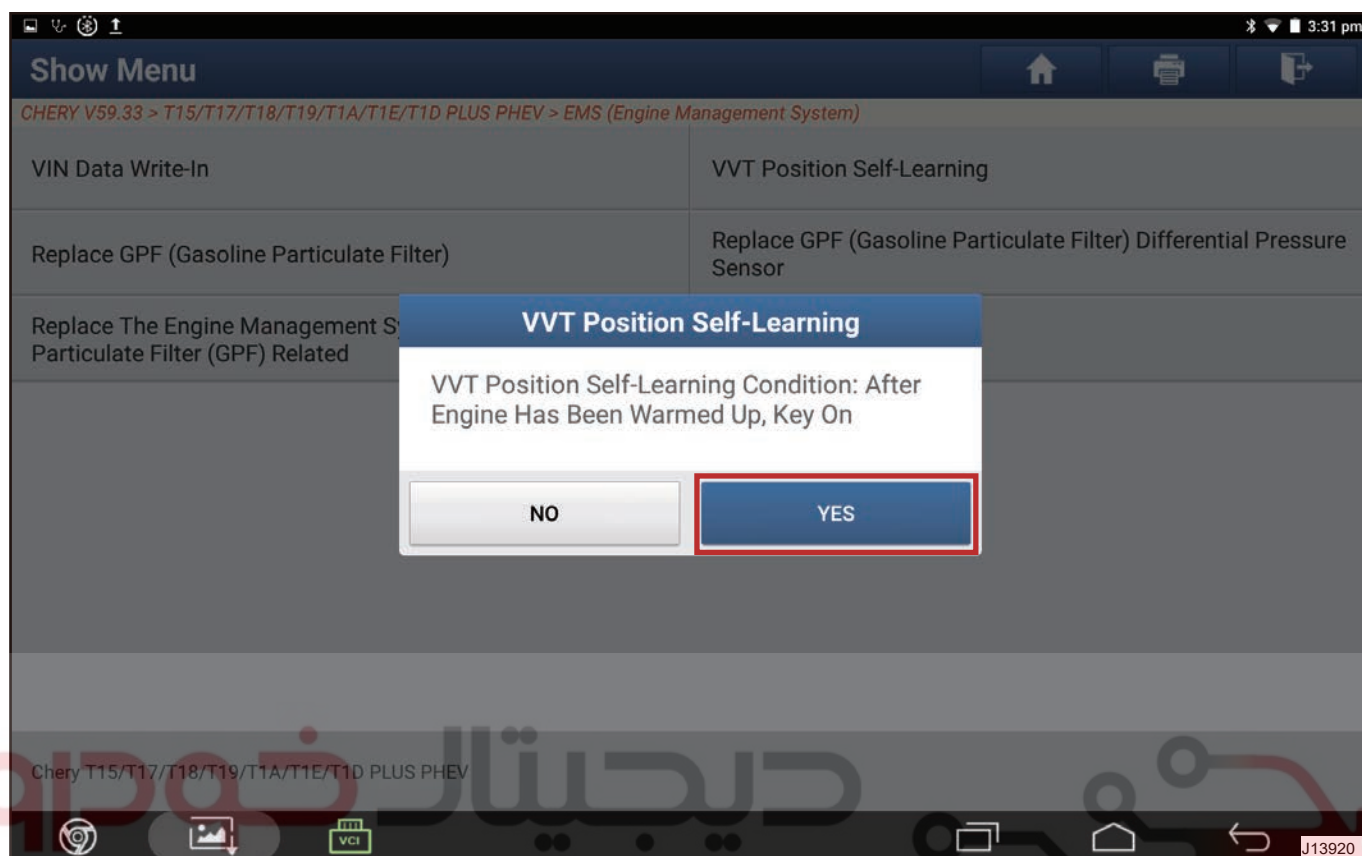 3:31 pm
Show Menu
CHERY V59.33 > T15/T17/T18/T19/T1A/T1E/T1D PLUS PHEV > EMS (Engine Management System)
VIN Data Write-In
VVT Position Self-Learning
Replace GPF (Gasoline Particulate Filter)
Replace GPF (Gasoline Particulate Filter) Differential Pressure
Sensor
Replace The Engine Management Sy
Particulate Filter (GPF) Related
VVT Position Self-Learning
VVT Position Self-Learning Condition: After
Engine Has Been Warmed Up, Key On
NO
YES
Chery T15/T17/T18/T19/T1A/T1E/T1D PLUS PHEV
دیجیتال خودرو
VCI
J13920